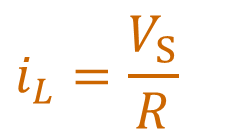 i_L = V_S / R